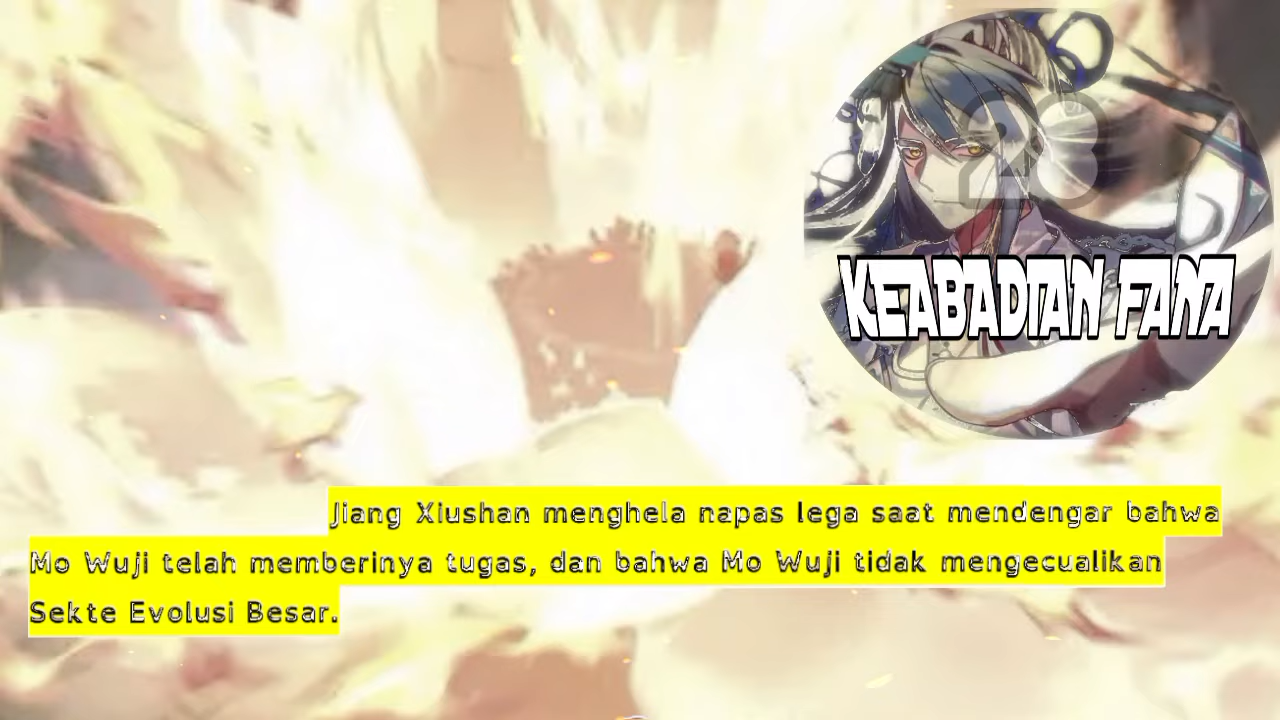 28
KEABADIAN FANA
Jiang Xiushan menghela napas lega saat mendengar bahwa
Mo Wuji telah memberinya tugas, dan bahwa Mo Wuji tidak mengecualikan
Sekte Evolusi Besar.